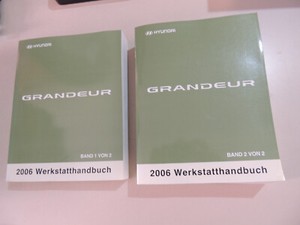 HYUNDAI
GRANDEUR
BAND 1 VON 2
2006 Werkstatthandbuch
HYUNDAI
GRANDEUR
BAND 2 VON 2
2006 Werkstatthandbuch